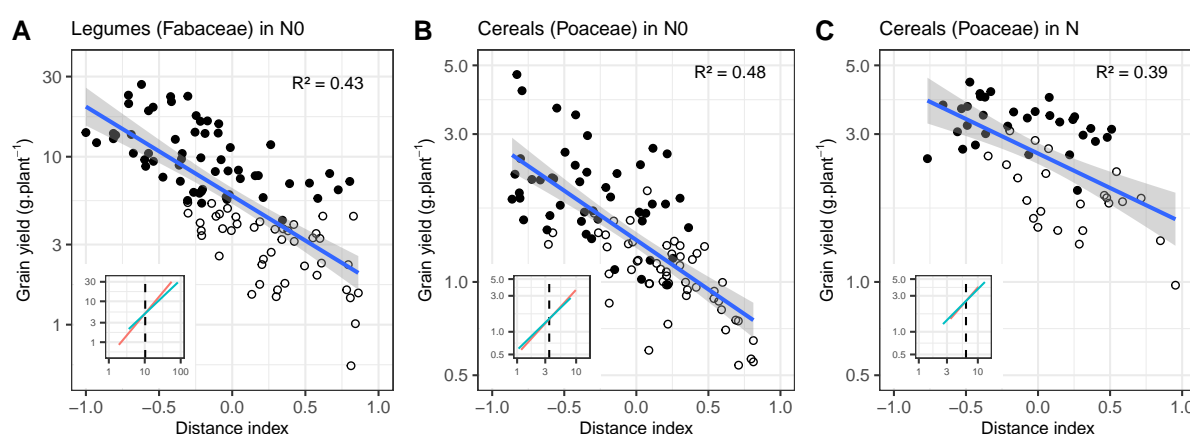 A Legumes (Fabaceae) in N0
R² = 0.43
30
10
3
1
Grain yield (g.plant⁻¹)
30
10
3
1
1 10 100
−1.0 −0.5 0.0 0.5 1.0
Distance index
B Cereals (Poaceae) in N0
R² = 0.48
5.0
3.0
1.0
0.5
Grain yield (g.plant⁻¹)
5.0
3.0
1.0
0.5
1 3 10
−1.0 −0.5 0.0 0.5 1.0
Distance index
C Cereals (Poaceae) in N
R² = 0.39
5.0
3.0
1.0
0.5
Grain yield (g.plant⁻¹)
5.0
3.0
1.0
0.5
1 3 10
−1.0 −0.5 0.0 0.5 1.0
Distance index